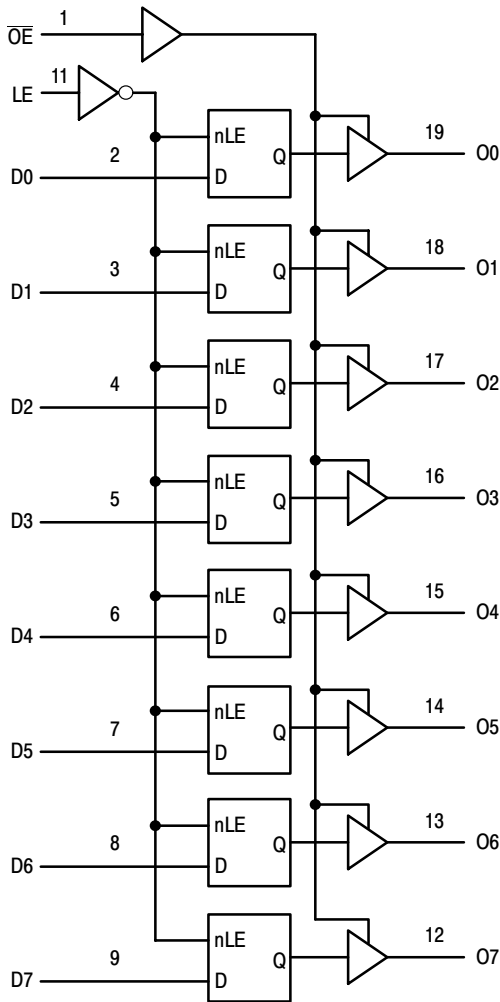 O̅E̅ 1
LE 11
nLE Q 19 O0
D0 2 D
nLE Q 18 O1
D1 3 D
nLE Q 17 O2
D2 4 D
nLE Q 16 O3
D3 5 D
nLE Q 15 O4
D4 6 D
nLE Q 14 O5
D5 7 D
nLE Q 13 O6
D6 8 D
nLE Q 12 O7
D7 9 D